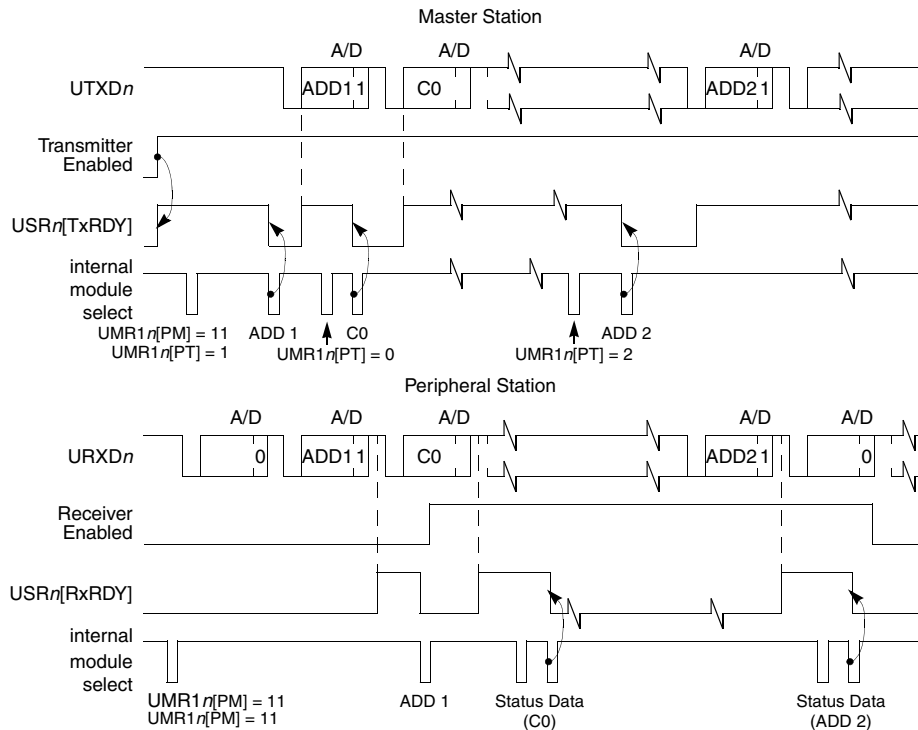 Master Station
A/D A/D A/D
UTXDn ADD1 1 C0 ADD2 1
Transmitter
Enabled
USRn[TxRDY]
internal
module
select
UMR1n[PM] = 11 ADD 1 C0 ADD 2
UMR1n[PT] = 1 UMR1n[PT] = 0 UMR1n[PT] = 2
Peripheral Station
A/D A/D A/D A/D A/D
URXDn 0 ADD1 1 C0 ADD2 1 0
Receiver
Enabled
USRn[RxRDY]
internal
module
select
UMR1n[PM] = 11 ADD 1 Status Data Status Data
UMR1n[PM] = 11 (C0) (ADD 2)